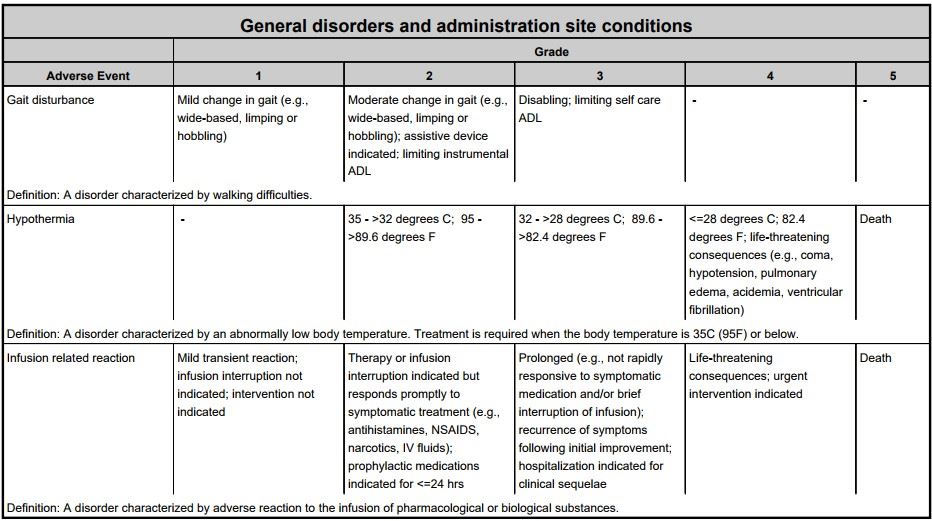 General disorders and administration site conditions
Grade
Adverse Event 1 2 3 4 5
Gait disturbance
Mild change in gait (e.g.,
wide-based, limping or
hobbling)
Moderate change in gait (e.g.,
wide-based, limping or
hobbling); assistive device
indicated; limiting instrumental
ADL
Disabling; limiting self care
ADL
-
-
Definition: A disorder characterized by walking difficulties.
Hypothermia
-
35 - >32 degrees C;  95 -
>89.6 degrees F
32 - >28 degrees C;  89.6 -
>82.4 degrees F
<=28 degrees C; 82.4
degrees F; life-threatening
consequences (e.g., coma,
hypotension, pulmonary
edema, acidemia, ventricular
fibrillation)
Death
Definition: A disorder characterized by an abnormally low body temperature. Treatment is required when the body temperature is 35C (95F) or below.
Infusion related reaction
Mild transient reaction;
infusion interruption not
indicated; intervention not
indicated
Therapy or infusion
interruption indicated but
responds promptly to
symptomatic treatment (e.g.,
antihistamines, NSAIDS,
narcotics, IV fluids);
prophylactic medications
indicated for <=24 hrs
Prolonged (e.g., not rapidly
responsive to symptomatic
medication and/or brief
interruption of infusion);
recurrence of symptoms
following initial improvement;
hospitalization indicated for
clinical sequelae
Life-threatening
consequences; urgent
intervention indicated
Death
Definition: A disorder characterized by adverse reaction to the infusion of pharmacological or biological substances.